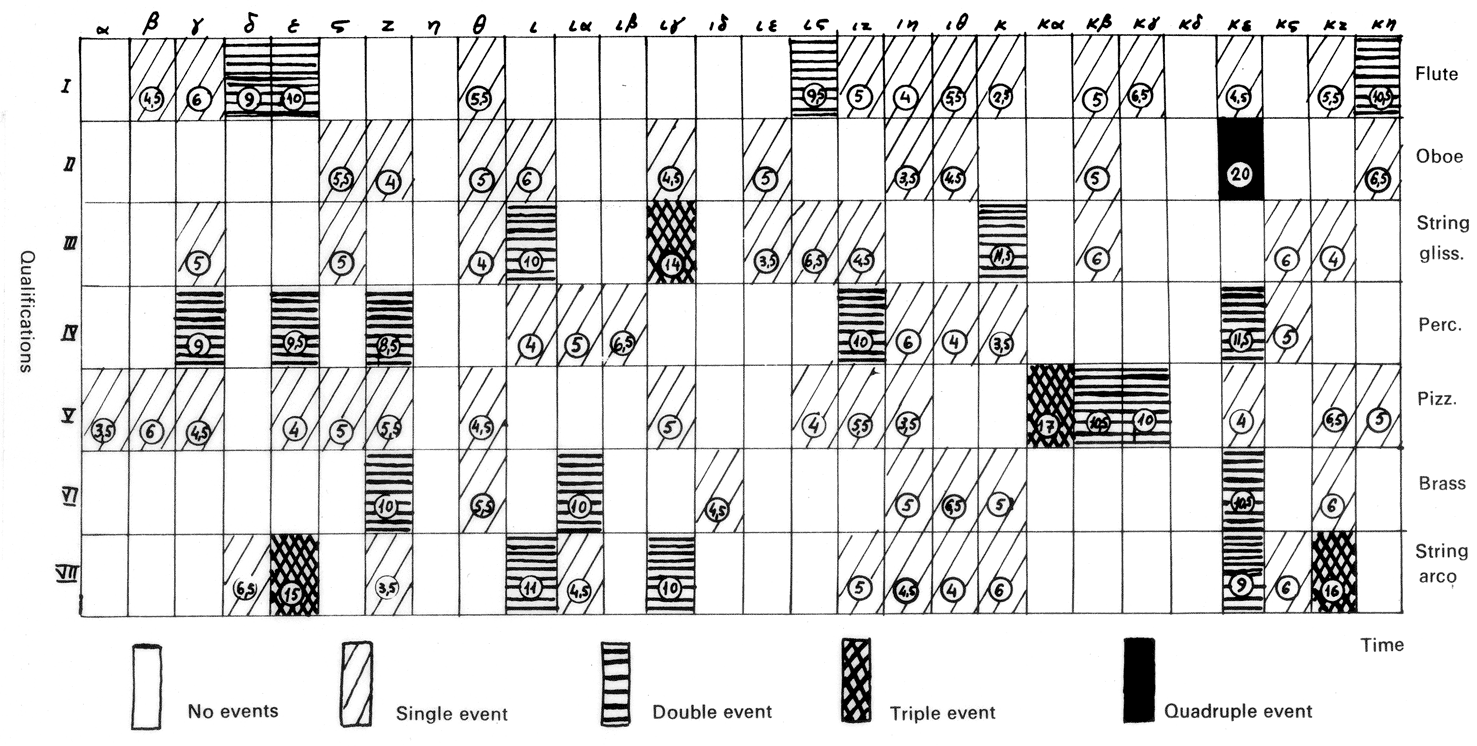 α β γ δ ε ς z η θ ι ια ιβ ιγ ιδ ιε ις ιz ιη ιθ κ κα κβ κγ κδ κε κς κz κη
I 4,5 6 9 10 5,5 9,5 5 4 5,5 2,5 5 6,5 4,5 5,5 10,5 Flute
II 5,5 4 5 6 4,5 5 3,5 4,5 5 20 6,5 Oboe
III 5 5 4 10 14 3,5 6,5 4,5 11,5 6 6 4 String
gliss.
IV 9 9,5 8,5 4 5 6,5 10 6 4 3,5 11,5 5 Perc.
V 3,5 6 4,5 4 5 5,5 4,5 5 4 5,5 3,5 17 10,5 10 4 6,5 5 Pizz.
VI 10 5,5 10 4,5 5 6,5 5 10,5 6 Brass
VII 6,5 15 3,5 11 4,5 10 5 4,5 4 6 9 6 16 String
arco
Qualifications
Time
No events
Single event
Double event
Triple event
Quadruple event